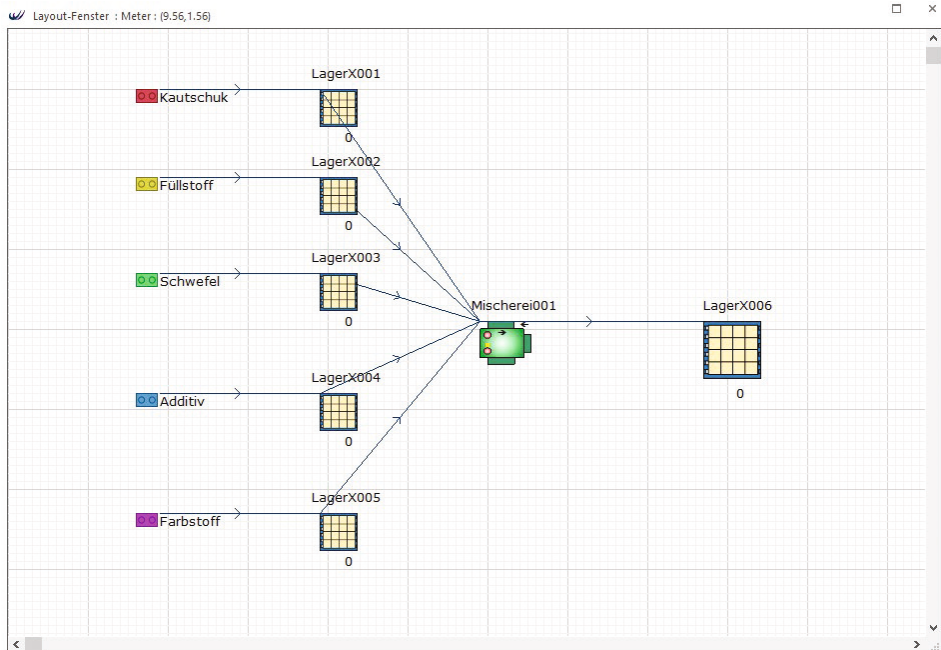 Layout-Fenster : Meter : (9.56,1.56)
LagerX001
Kautschuk
0
LagerX002
Füllstoff
0
LagerX003
Schwefel
0
Mischerei001
LagerX006
0
LagerX004
Additiv
0
LagerX005
Farbstoff
0